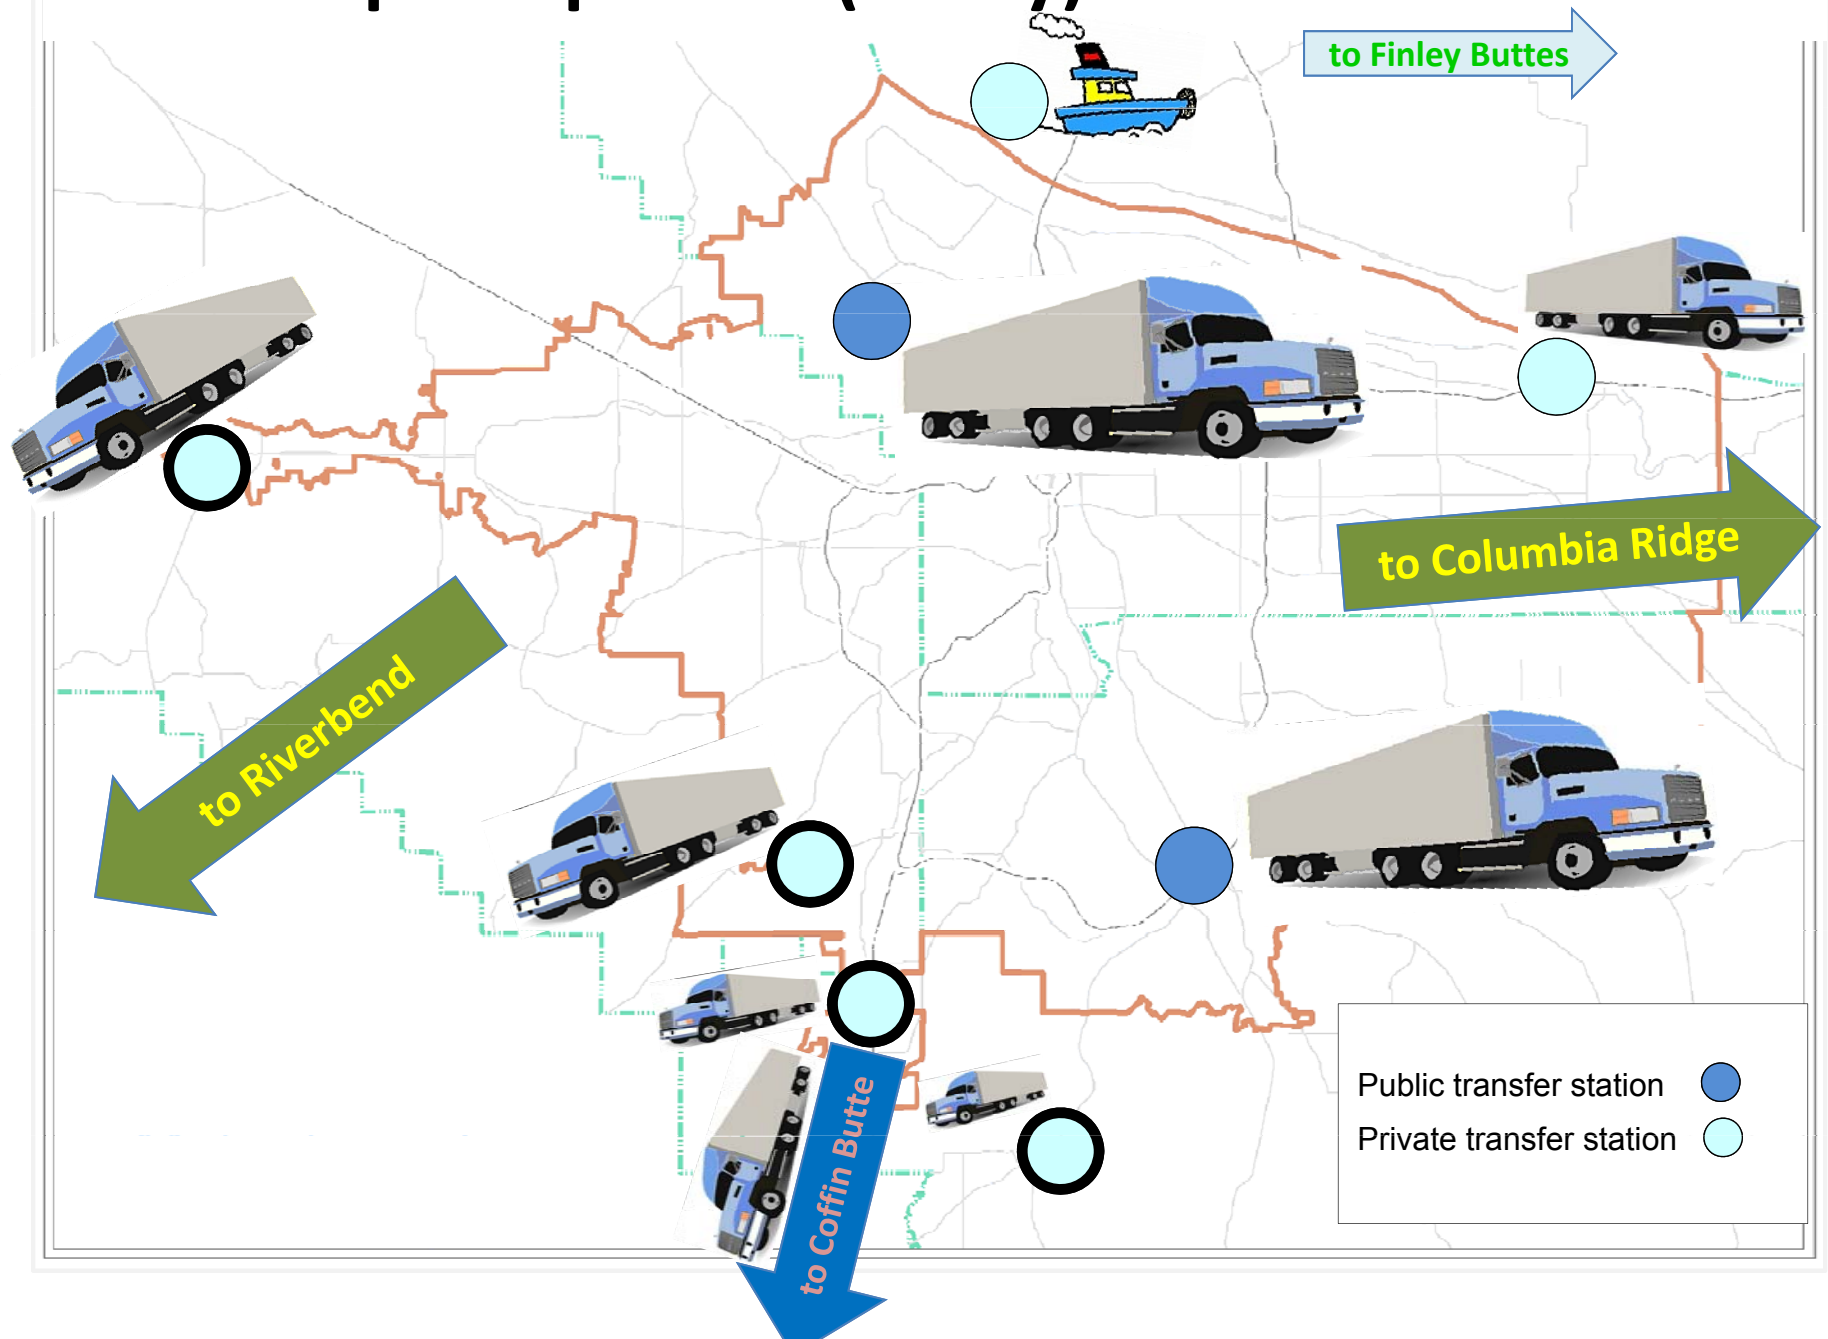 to Finley Buttes
to Columbia Ridge
to Riverbend
to Coffin Butte
Public transfer station
Private transfer station